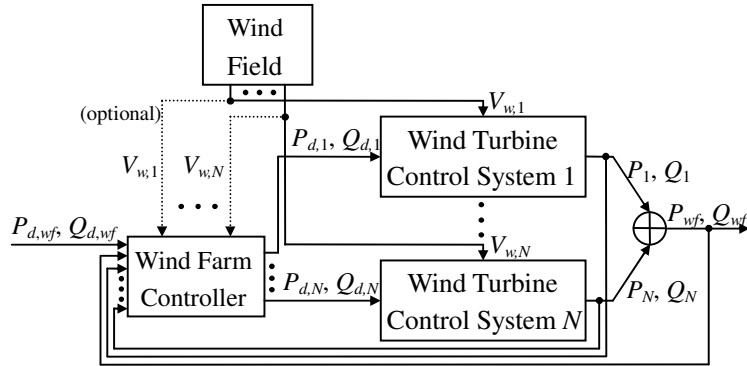 Wind
Field
(optional)
V_{w,1}
V_{w,1} V_{w,N}
P_{d,1}, Q_{d,1}
Wind Turbine
Control System 1
P_1, Q_1
P_{d,wf}, Q_{d,wf}
P_{wf}, Q_{wf}
V_{w,N}
Wind Farm
Controller
P_{d,N}, Q_{d,N}
Wind Turbine
Control System N
P_N, Q_N